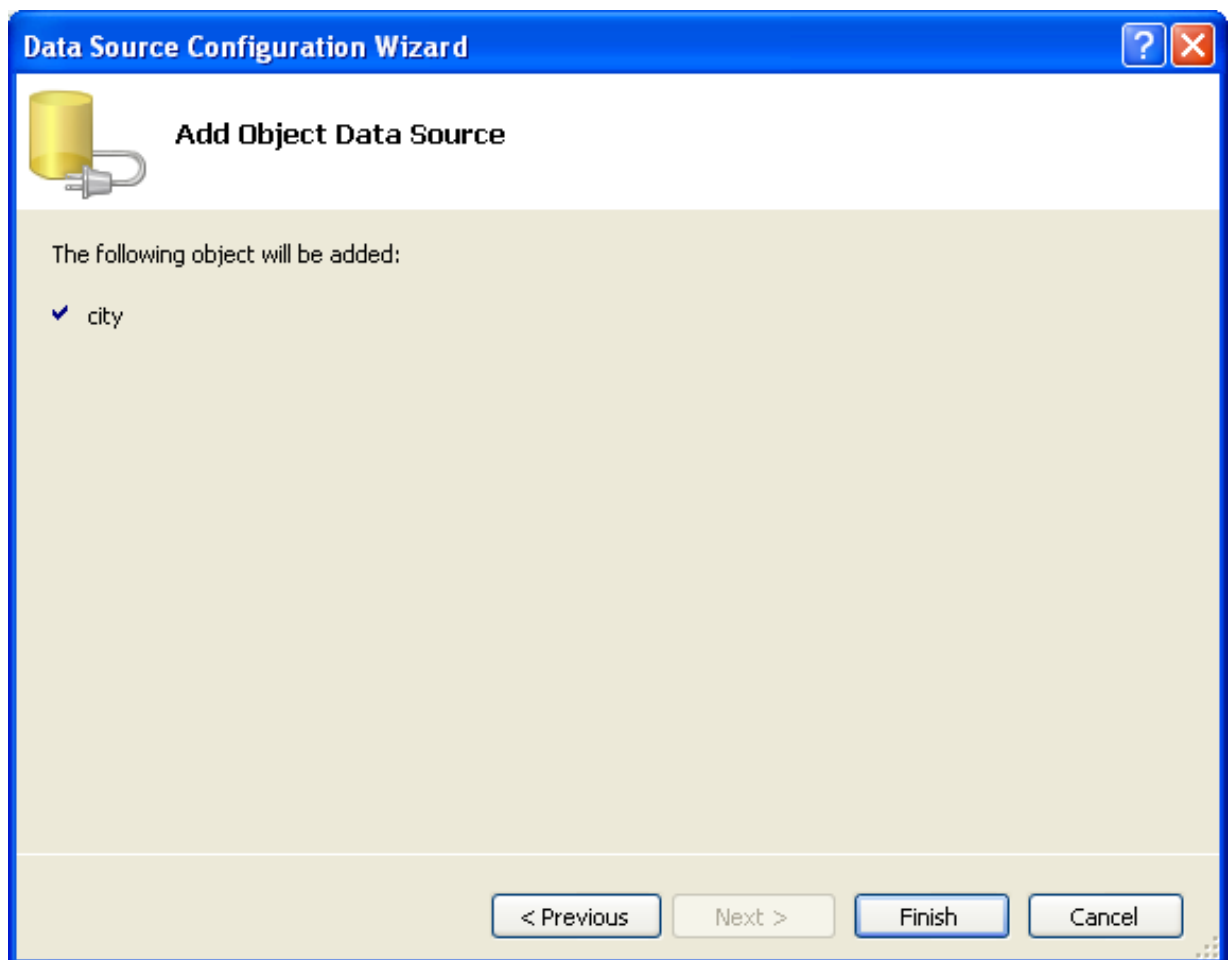 Data Source Configuration Wizard
?
Add Object Data Source
The following object will be added:
city
< Previous
Next >
Finish
Cancel